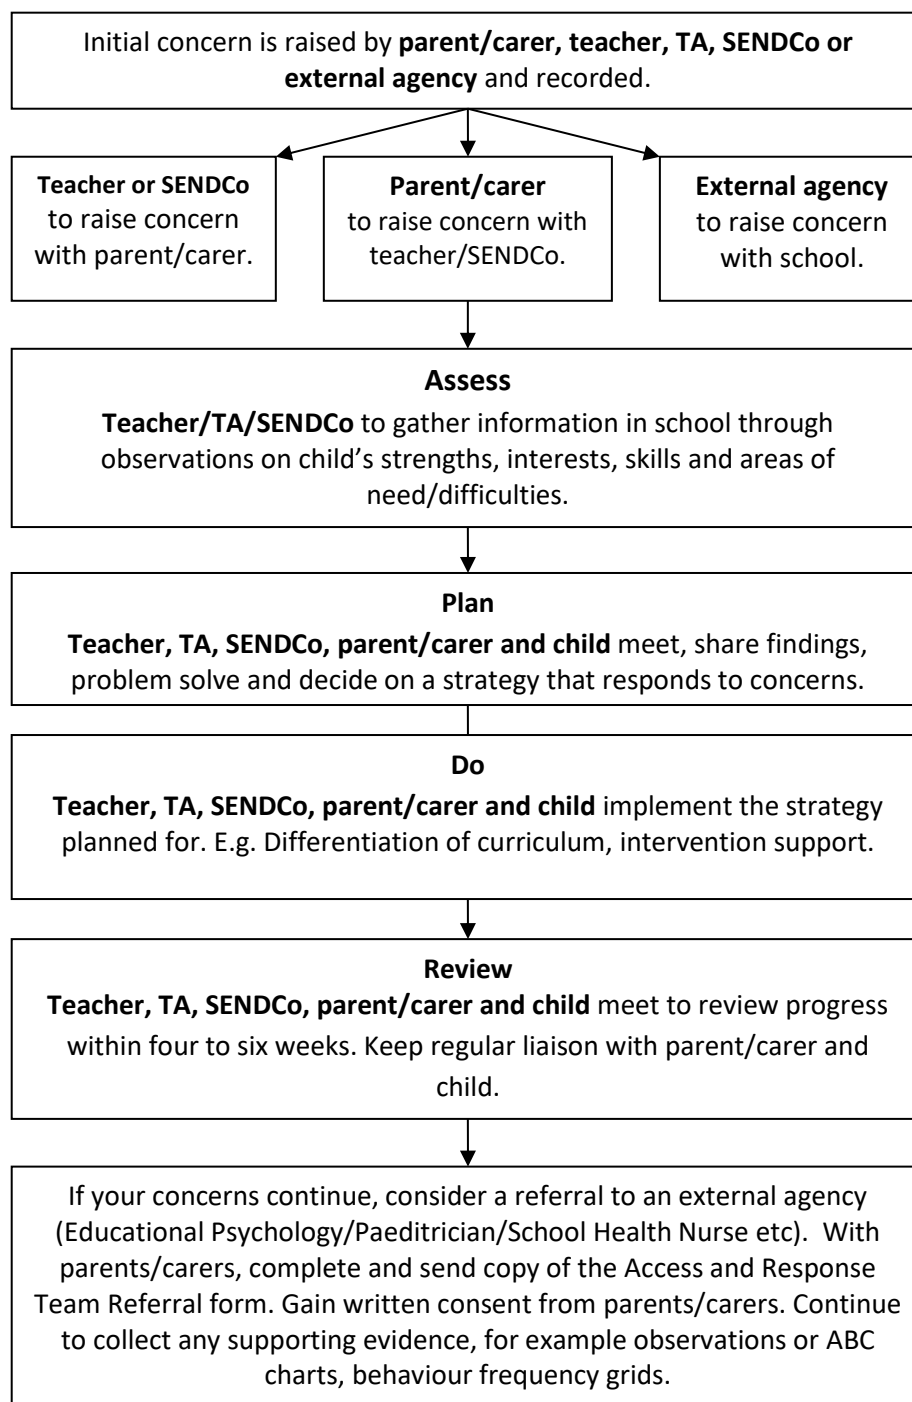 Initial concern is raised by parent/carer, teacher, TA, SENDCo or
external agency and recorded.
Teacher or SENDCo
to raise concern
with parent/carer.
Parent/carer
to raise concern with
teacher/SENDCo.
External agency
to raise concern
with school.
Assess
Teacher/TA/SENDCo to gather information in school through
observations on child’s strengths, interests, skills and areas of
need/difficulties.
Plan
Teacher, TA, SENDCo, parent/carer and child meet, share findings,
problem solve and decide on a strategy that responds to concerns.
Do
Teacher, TA, SENDCo, parent/carer and child implement the strategy
planned for. E.g. Differentiation of curriculum, intervention support.
Review
Teacher, TA, SENDCo, parent/carer and child meet to review progress
within four to six weeks. Keep regular liaison with parent/carer and
child.
If your concerns continue, consider a referral to an external agency
(Educational Psychology/Paeditrician/School Health Nurse etc).  With
parents/carers, complete and send copy of the Access and Response
Team Referral form. Gain written consent from parents/carers. Continue
to collect any supporting evidence, for example observations or ABC
charts, behaviour frequency grids.